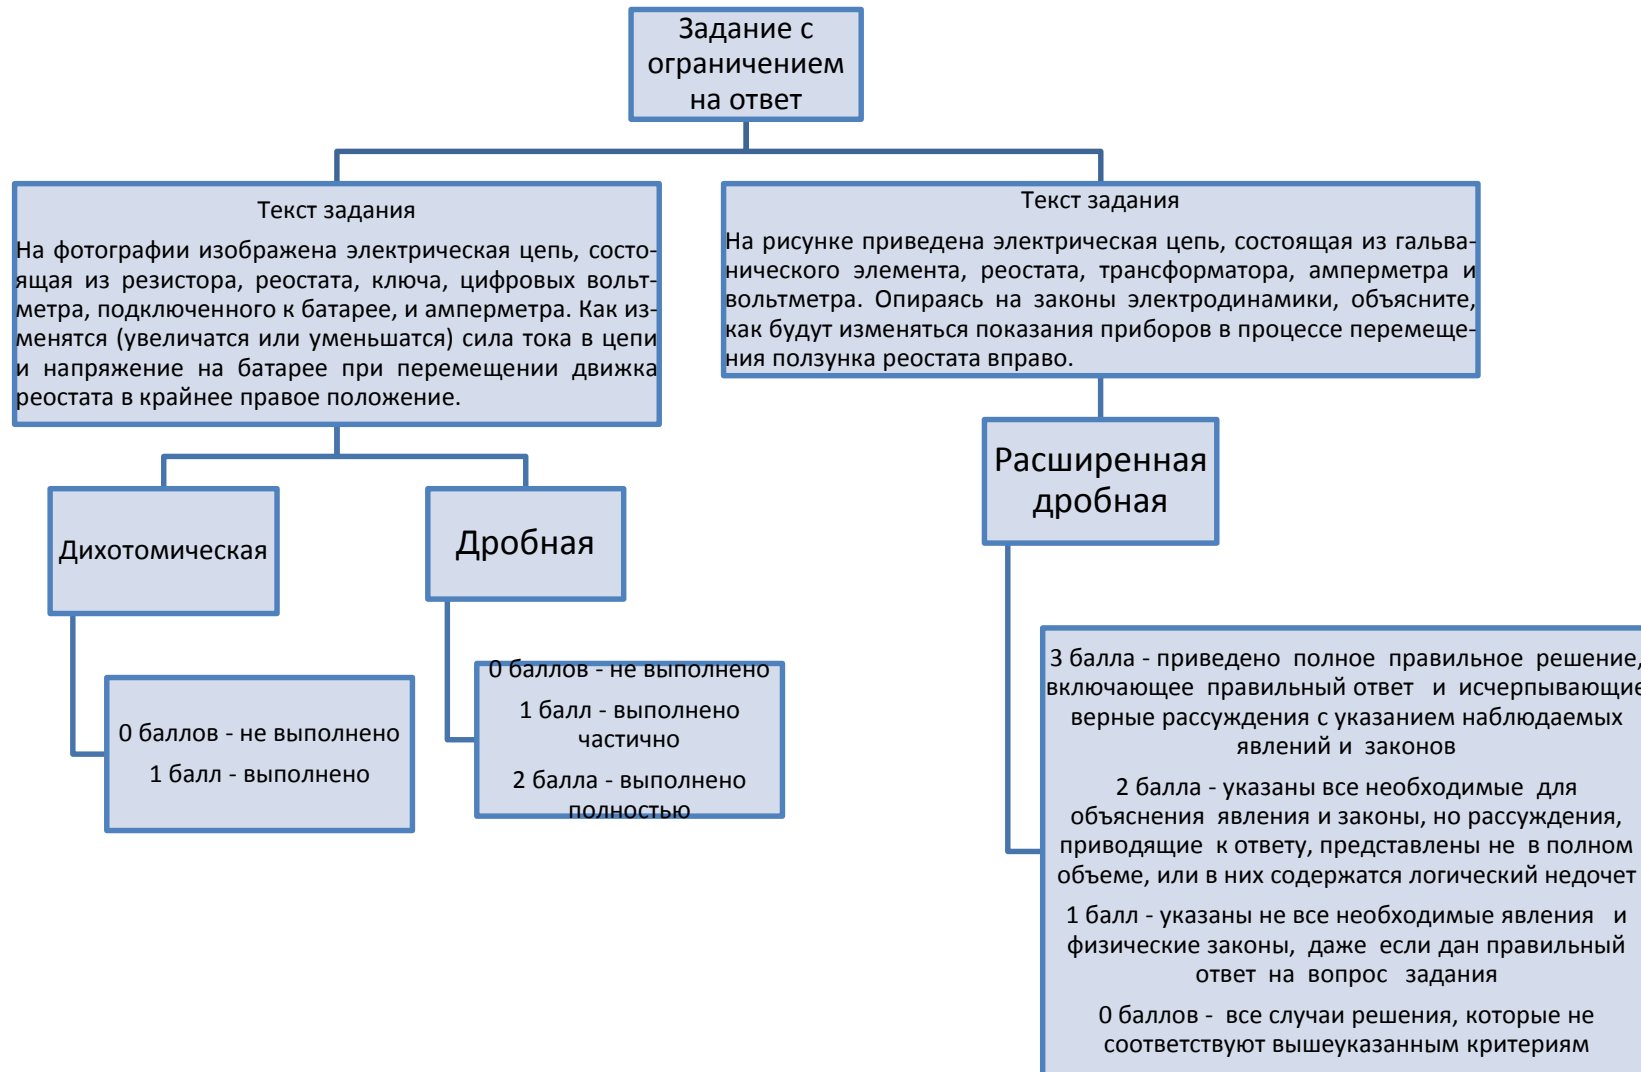 Задание с
ограничением
на ответ
Текст задания
На фотографии изображена электрическая цепь, состо-
ящая из резистора, реостата, ключа, цифровых вольт-
метра, подключенного к батарее, и амперметра. Как из-
менятся (увеличатся или уменьшатся) сила тока в цепи
и напряжение на батарее при перемещении движка
реостата в крайнее правое положение.
Текст задания
На рисунке приведена электрическая цепь, состоящая из гальва-
нического элемента, реостата, трансформатора, амперметра и
вольтметра. Опираясь на законы электродинамики, объясните,
как будут изменяться показания приборов в процессе перемеще-
ния ползунка реостата вправо.
Дихотомическая
Дробная
Расширенная
дробная
0 баллов - не выполнено
1 балл - выполнено
0 баллов - не выполнено
1 балл - выполнено
частично
2 балла - выполнено
полностью
3 балла - приведено полное правильное решение,
включающее правильный ответ и исчерпывающие
верные рассуждения с указанием наблюдаемых
явлений и законов
2 балла - указаны все необходимые для
объяснения явления и законы, но рассуждения,
приводящие к ответу, представлены не в полном
объеме, или в них содержатся логический недочет
1 балл - указаны не все необходимые явления и
физические законы, даже если дан правильный
ответ на вопрос задания
0 баллов - все случаи решения, которые не
соответствуют вышеуказанным критериям